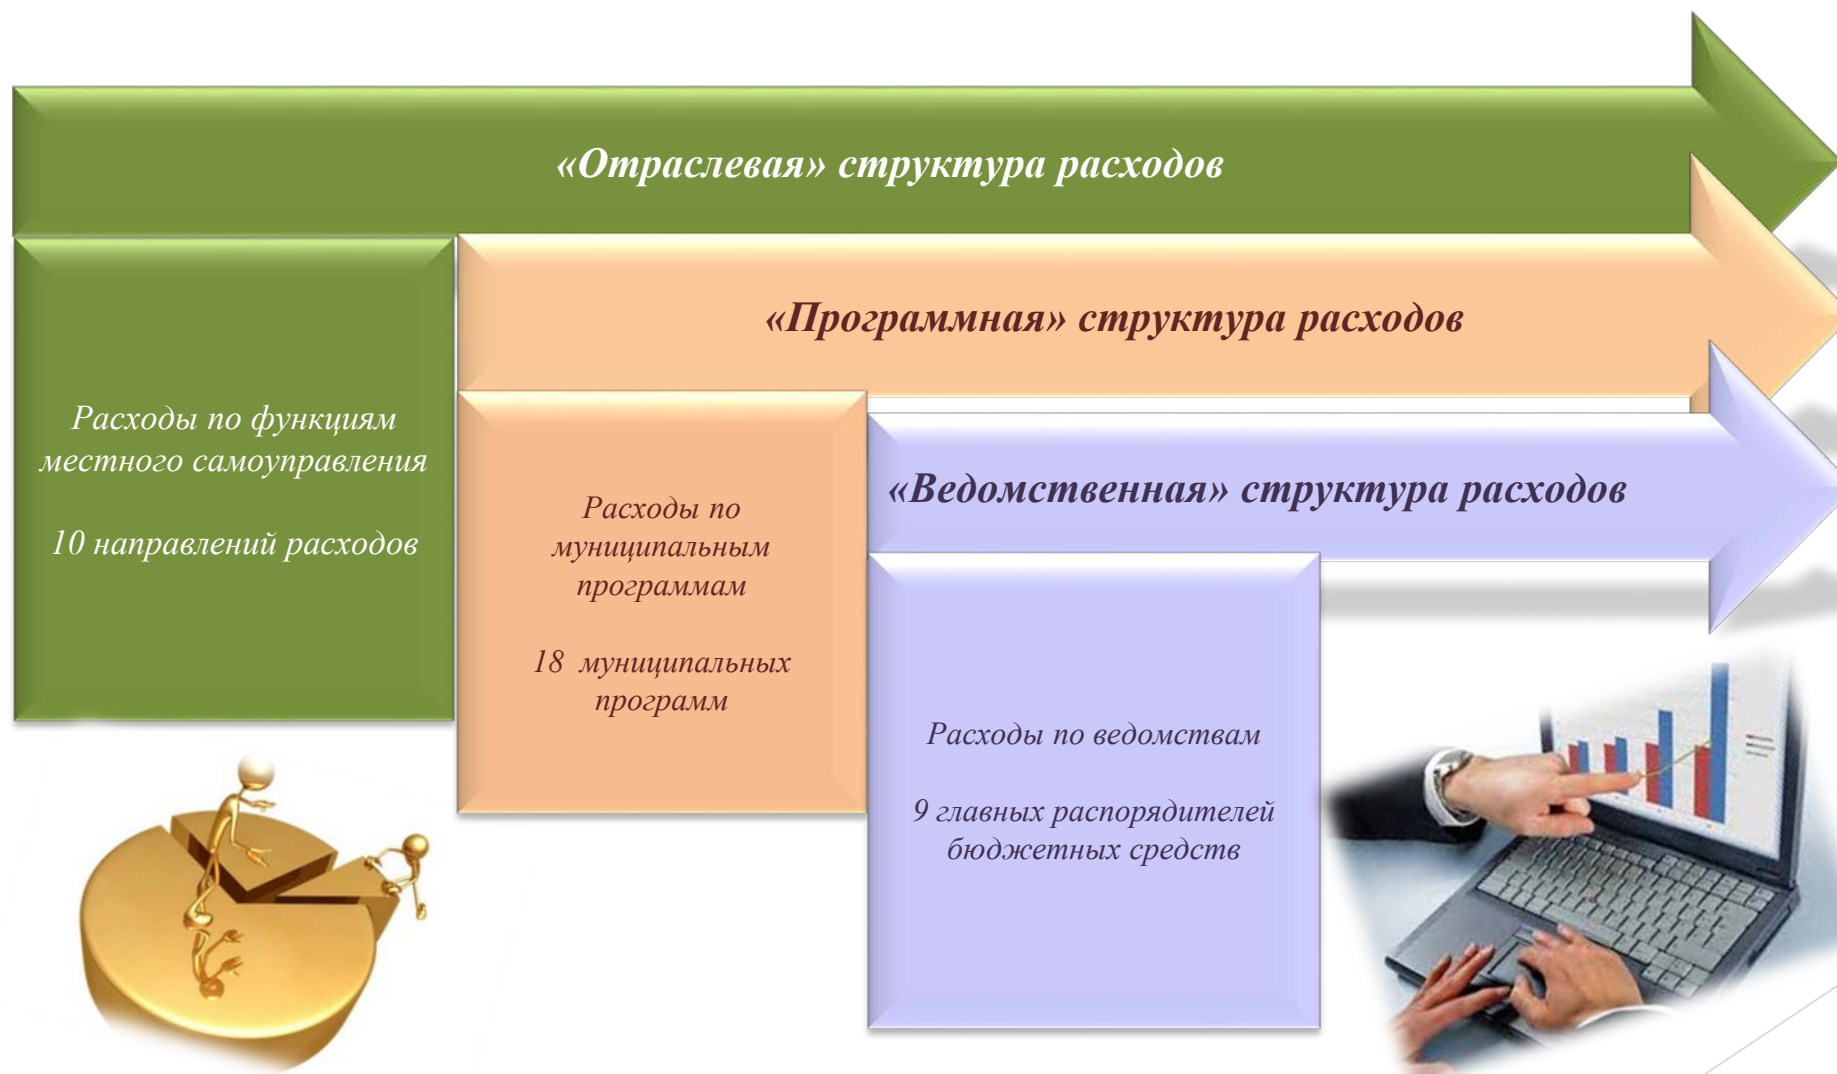 «Отраслевая» структура расходов
«Программная» структура расходов
Расходы по функциям
местного самоуправления
10 направлений расходов
«Ведомственная» структура расходов
Расходы по
муниципальным
программам
18 муниципальных
программ
Расходы по ведомствам
9 главных распорядителей
бюджетных средств